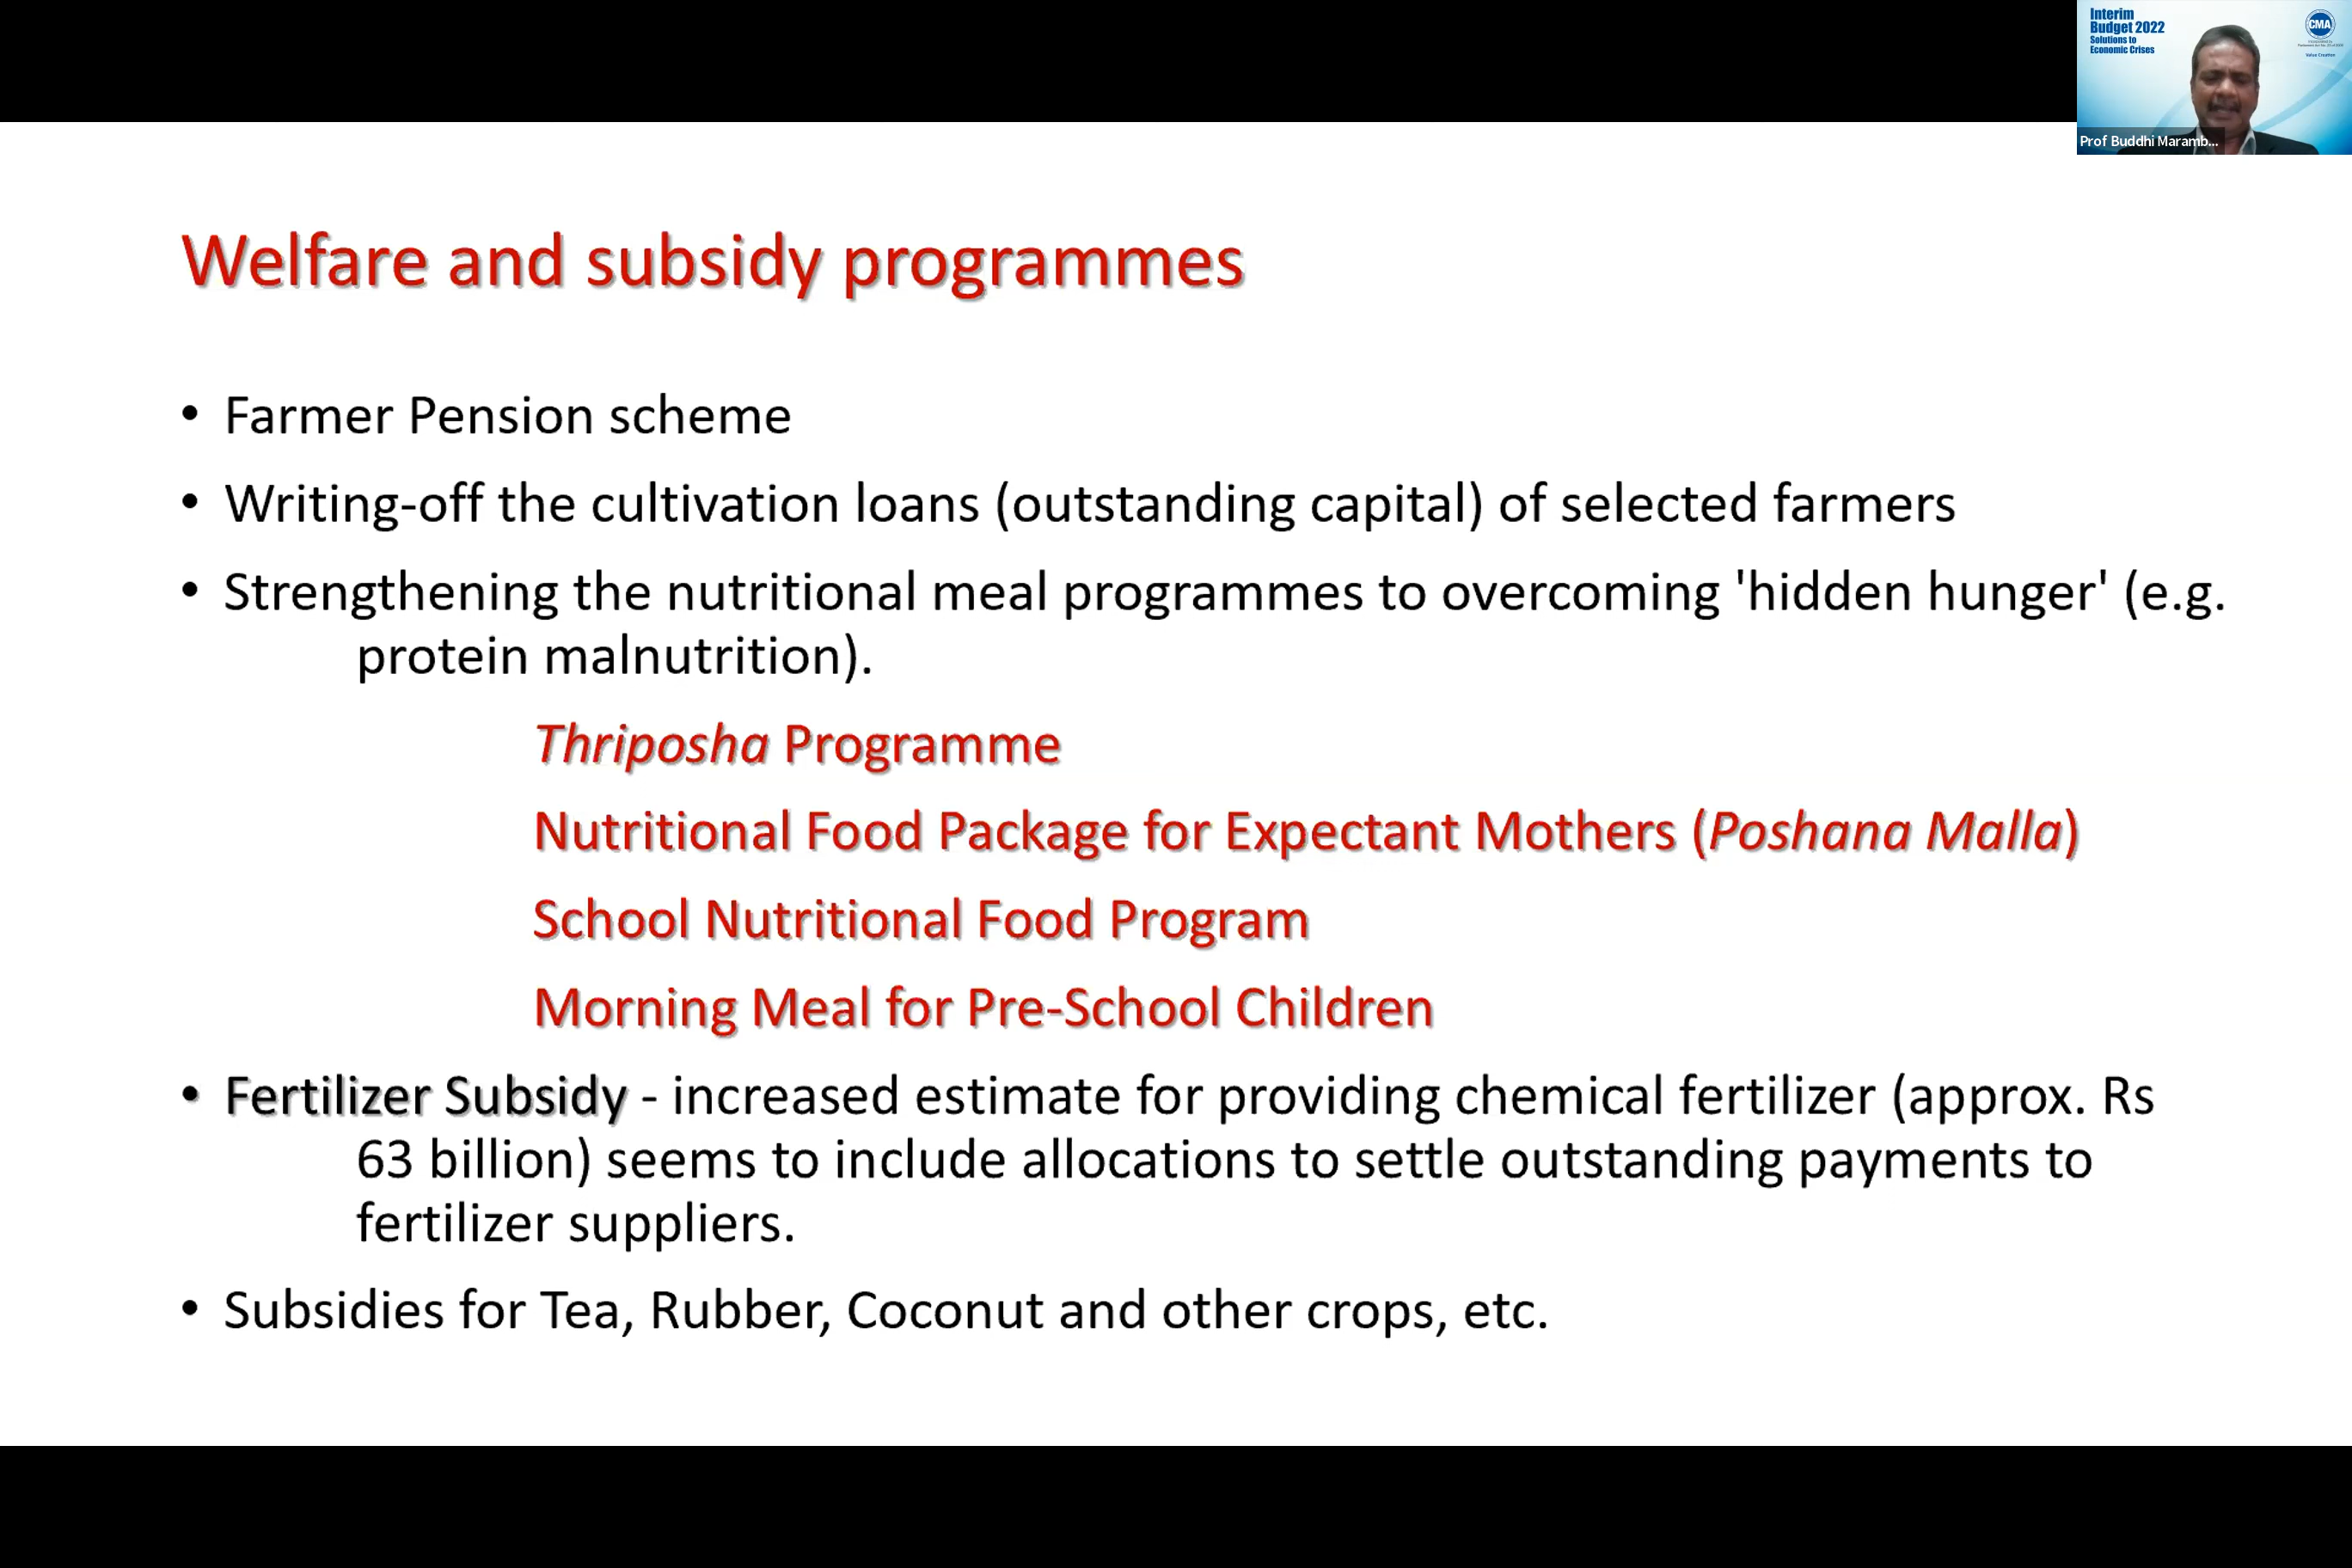 Interim
Budget 2022
Solutions to
Economic Crises
CMA
Value Creation
Prof Buddhi Maramb...
Welfare and subsidy programmes
• Farmer Pension scheme
• Writing-off the cultivation loans (outstanding capital) of selected farmers
• Strengthening the nutritional meal programmes to overcoming 'hidden hunger' (e.g.
protein malnutrition).
Thriposha Programme
Nutritional Food Package for Expectant Mothers (Poshana Malla)
School Nutritional Food Program
Morning Meal for Pre-School Children
• Fertilizer Subsidy - increased estimate for providing chemical fertilizer (approx. Rs
63 billion) seems to include allocations to settle outstanding payments to
fertilizer suppliers.
• Subsidies for Tea, Rubber, Coconut and other crops, etc.